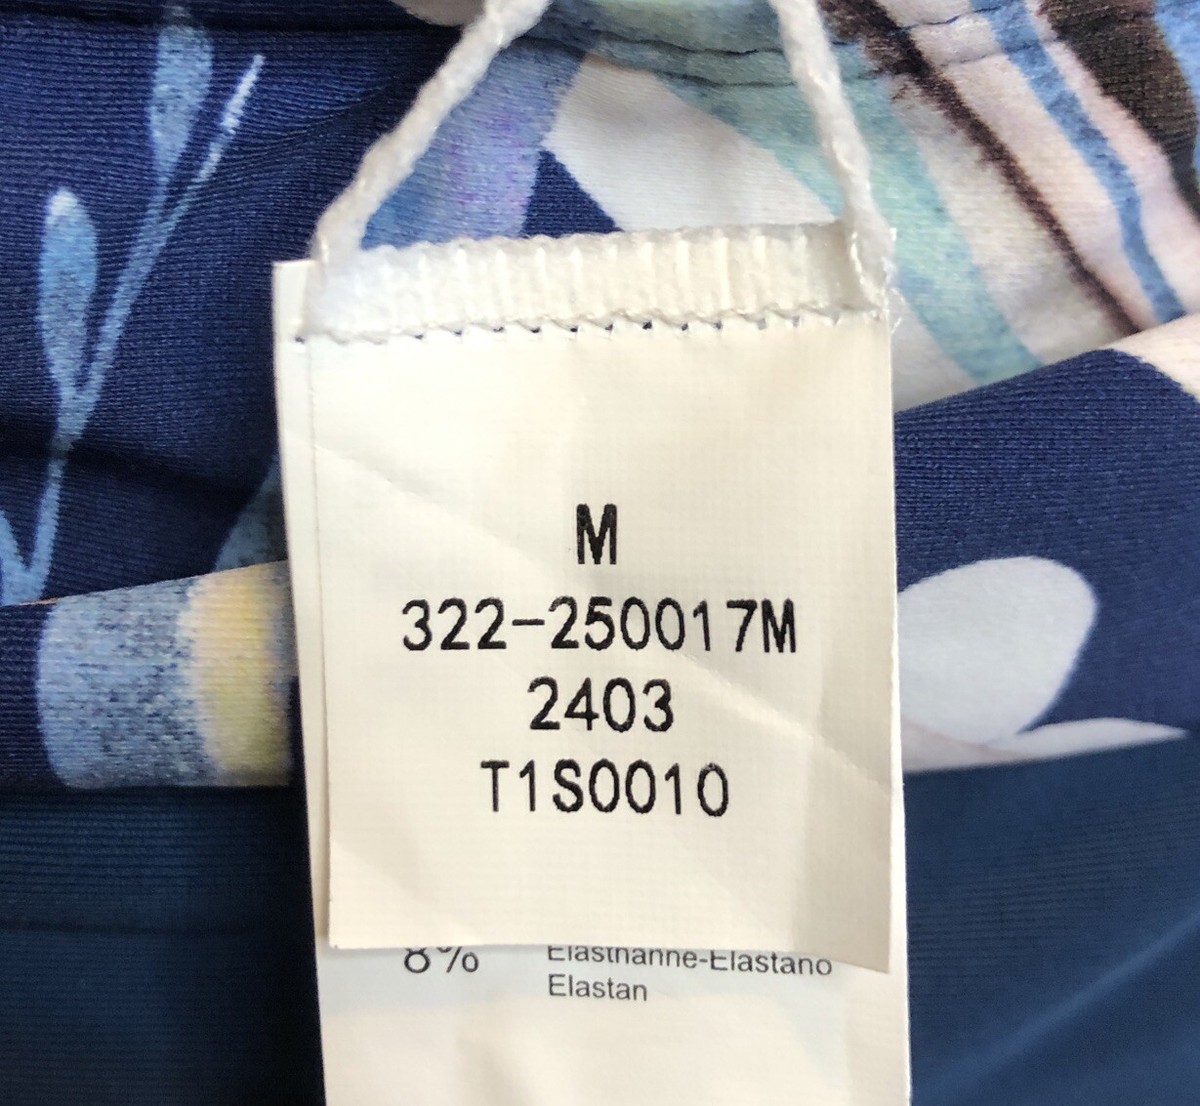 M
322-250017M
2403
T1S0010
8% Elasthanne-Elastano
Elastan